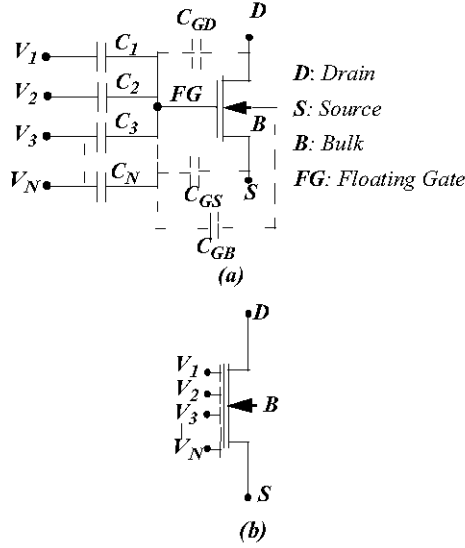 C_GD
D
V_1
C_1
V_2
C_2
FG
D: Drain
V_3
C_3
B
S: Source
B: Bulk
V_N
C_N
S
FG: Floating Gate
C_GS
C_GB
(a)
D
V_1
V_2
V_3
B
V_N
S
(b)